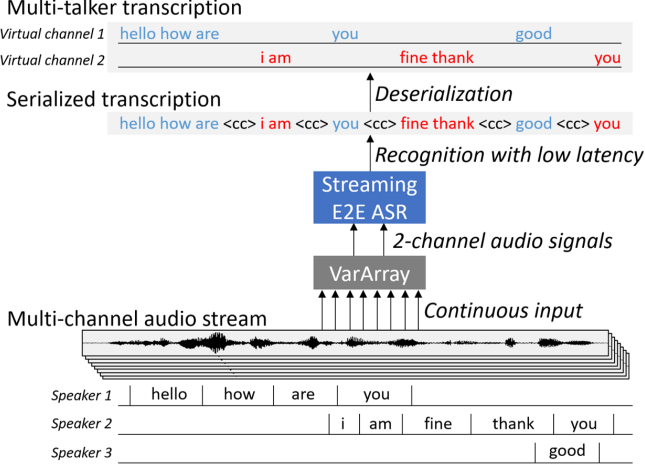 Multi-talker transcription
Virtual channel 1 hello how are you good
Virtual channel 2 i am fine thank you
Deserialization
Serialized transcription
hello how are <cc> i am <cc> you <cc> fine thank <cc> good <cc> you
Recognition with low latency
Streaming
E2E ASR
2-channel audio signals
VarArray
Continuous input
Multi-channel audio stream
Speaker 1 hello how are you
Speaker 2 i am fine thank you
Speaker 3 good